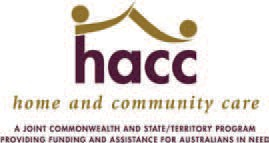 hacc
home and community care
A JOINT COMMONWEALTH AND STATE/TERRITORY PROGRAM
PROVIDING FUNDING AND ASSISTANCE FOR AUSTRALIANS IN NEED